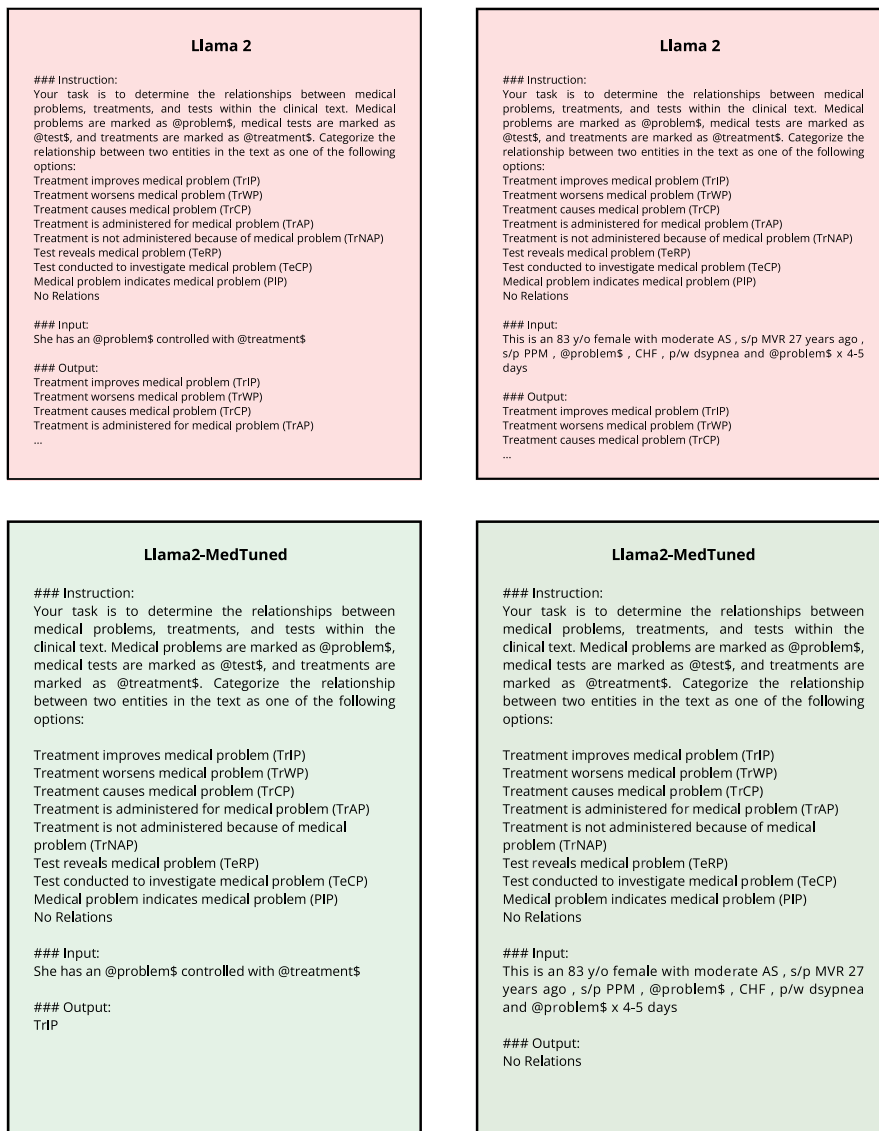 Llama 2
### Instruction:
Your task is to determine the relationships between medical
problems, treatments, and tests within the clinical text. Medical
problems are marked as @problem$, medical tests are marked as
@test$, and treatments are marked as @treatment$. Categorize the
relationship between two entities in the text as one of the following
options:
Treatment improves medical problem (TrIP)
Treatment worsens medical problem (TrWP)
Treatment causes medical problem (TrCP)
Treatment is administered for medical problem (TrAP)
Treatment is not administered because of medical problem (TrNAP)
Test reveals medical problem (TeRP)
Test conducted to investigate medical problem (TeCP)
Medical problem indicates medical problem (PIP)
No Relations
### Input:
She has an @problem$ controlled with @treatment$
### Output:
Treatment improves medical problem (TrIP)
Treatment worsens medical problem (TrWP)
Treatment causes medical problem (TrCP)
Treatment is administered for medical problem (TrAP)
...
Llama 2
### Instruction:
Your task is to determine the relationships between medical
problems, treatments, and tests within the clinical text. Medical
problems are marked as @problem$, medical tests are marked as
@test$, and treatments are marked as @treatment$. Categorize the
relationship between two entities in the text as one of the following
options:
Treatment improves medical problem (TrIP)
Treatment worsens medical problem (TrWP)
Treatment causes medical problem (TrCP)
Treatment is administered for medical problem (TrAP)
Treatment is not administered because of medical problem (TrNAP)
Test reveals medical problem (TeRP)
Test conducted to investigate medical problem (TeCP)
Medical problem indicates medical problem (PIP)
No Relations
### Input:
This is an 83 y/o female with moderate AS , s/p MVR 27 years ago ,
s/p PPM , @problem$ , CHF , p/w dsypnea and @problem$ x 4-5
days
### Output:
Treatment improves medical problem (TrIP)
Treatment worsens medical problem (TrWP)
Treatment causes medical problem (TrCP)
...
Llama2-MedTuned
### Instruction:
Your task is to determine the relationships between
medical problems, treatments, and tests within the
clinical text. Medical problems are marked as @problem$,
medical tests are marked as @test$, and treatments are
marked as @treatment$. Categorize the relationship
between two entities in the text as one of the following
options:
Treatment improves medical problem (TrIP)
Treatment worsens medical problem (TrWP)
Treatment causes medical problem (TrCP)
Treatment is administered for medical problem (TrAP)
Treatment is not administered because of medical
problem (TrNAP)
Test reveals medical problem (TeRP)
Test conducted to investigate medical problem (TeCP)
Medical problem indicates medical problem (PIP)
No Relations
### Input:
She has an @problem$ controlled with @treatment$
### Output:
TrIP
Llama2-MedTuned
### Instruction:
Your task is to determine the relationships between
medical problems, treatments, and tests within the
clinical text. Medical problems are marked as @problem$,
medical tests are marked as @test$, and treatments are
marked as @treatment$. Categorize the relationship
between two entities in the text as one of the following
options:
Treatment improves medical problem (TrIP)
Treatment worsens medical problem (TrWP)
Treatment causes medical problem (TrCP)
Treatment is administered for medical problem (TrAP)
Treatment is not administered because of medical
problem (TrNAP)
Test reveals medical problem (TeRP)
Test conducted to investigate medical problem (TeCP)
Medical problem indicates medical problem (PIP)
No Relations
### Input:
This is an 83 y/o female with moderate AS , s/p MVR 27
years ago , s/p PPM , @problem$ , CHF , p/w dsypnea
and @problem$ x 4-5 days
### Output:
No Relations